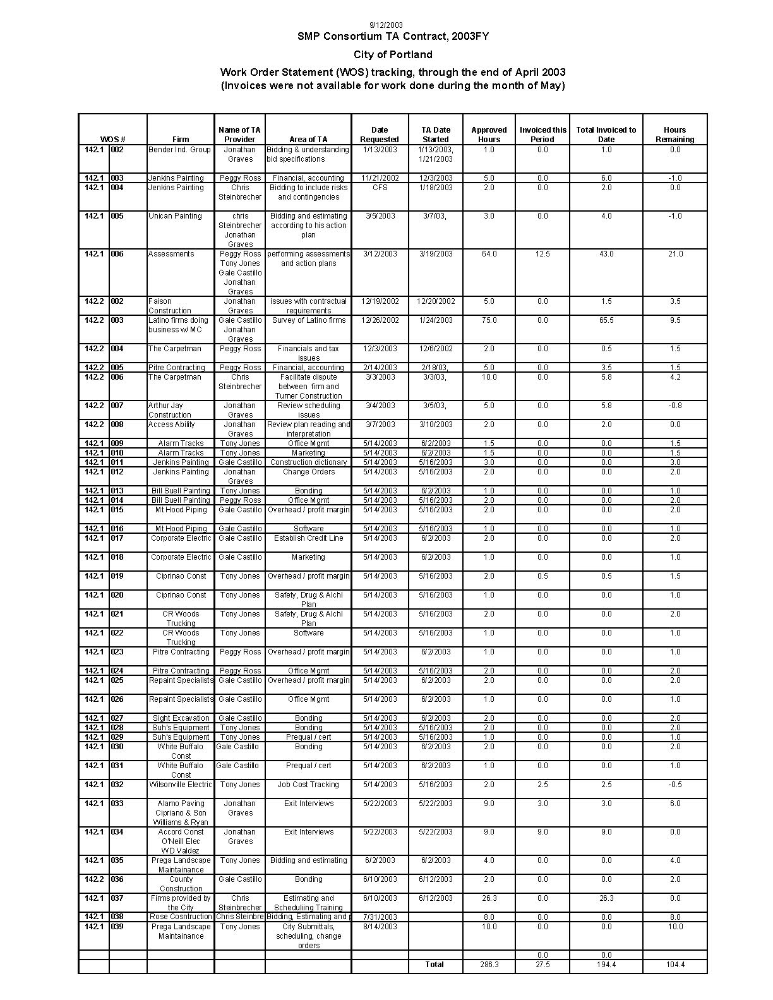 9/12/2003
SMP Consortium TA Contract, 2003FY
City of Portland
Work Order Statement (WOS) tracking, through the end of April 2003
(Invoices were not available for work done during the month of May)
WOS # Firm Name of TA Provider Area of TA Date Requested TA Date Started Approved Hours Invoiced this Period Total Invoiced to Date Hours Remaining
142.1 002 Bender Ind. Group Jonathan Graves Bidding & understanding bid specifications 1/13/2003 1/13/2003, 1/21/2003 1.0 0.0 1.0 0.0
142.1 003 Jenkins Painting Peggy Ross Financial, accounting 11/21/2002 12/3/2003 5.0 0.0 6.0 -1.0
142.1 004 Jenkins Painting Chris Steinbrecher Bidding to include risks and contingencies CFS 1/18/2003 2.0 0.0 2.0 0.0
142.1 005 Unican Painting chris Steinbrecher Jonathan Graves Bidding and estimating according to his action plan 3/5/2003 3/7/03, 3.0 0.0 4.0 -1.0
142.1 006 Assessments Peggy Ross Tony Jones Gale Castillo Jonathan Graves performing assessments and action plans 3/12/2003 3/19/2003 64.0 12.5 43.0 21.0
142.2 002 Faison Construction Jonathan Graves issues with contractual requirements 12/19/2002 12/20/2002 5.0 0.0 1.5 3.5
142.2 003 Latino firms doing business w/ MC Gale Castillo Jonathan Graves Survey of Latino firms 12/26/2002 1/24/2003 75.0 0.0 65.5 9.5
142.2 004 The Carpetman Peggy Ross Financials and tax issues 12/3/2003 12/6/2002 2.0 0.0 0.5 1.5
142.2 005 Pitre Contracting Peggy Ross Financial, accounting 2/14/2003 2/18/03, 5.0 0.0 3.5 1.5
142.2 006 The Carpetman Chris Steinbrecher Facilitate dispute between firm and Turner Construction 3/3/2003 3/3/03, 10.0 0.0 5.8 4.2
142.2 007 Arthur Jay Construction Jonathan Graves Review scheduling issues 3/4/2003 3/5/03, 5.0 0.0 5.8 -0.8
142.2 008 Access Ability Jonathan Graves Review plan reading and interpretation 3/7/2003 3/10/2003 2.0 0.0 2.0 0.0
142.1 009 Alarm Tracks Tony Jones Office Mgmt 5/14/2003 6/2/2003 1.5 0.0 0.0 1.5
142.1 010 Alarm Tracks Tony Jones Marketing 5/14/2003 6/2/2003 1.5 0.0 0.0 1.5
142.1 011 Jenkins Painting Gale Castillo Construction dictionary 5/14/2003 5/16/2003 3.0 0.0 0.0 3.0
142.1 012 Jenkins Painting Jonathan Graves Change Orders 5/14/2003 5/16/2003 2.0 0.0 0.0 2.0
142.1 013 Bill Suell Painting Tony Jones Bonding 5/14/2003 6/2/2003 1.0 0.0 0.0 1.0
142.1 014 Bill Suell Painting Peggy Ross Office Mgmt 5/14/2003 5/16/2003 2.0 0.0 0.0 2.0
142.1 015 Mt Hood Piping Gale Castillo Overhead / profit margin 5/14/2003 5/16/2003 2.0 0.0 0.0 2.0
142.1 016 Mt Hood Piping Gale Castillo Software 5/14/2003 5/16/2003 1.0 0.0 0.0 1.0
142.1 017 Corporate Electric Gale Castillo Establish Credit Line 5/14/2003 6/2/2003 2.0 0.0 0.0 2.0
142.1 018 Corporate Electric Gale Castillo Marketing 5/14/2003 6/2/2003 1.0 0.0 0.0 1.0
142.1 019 Ciprinao Const Tony Jones Overhead / profit margin 5/14/2003 5/16/2003 2.0 0.5 0.5 1.5
142.1 020 Ciprinao Const Tony Jones Safety, Drug & Alchl Plan 5/14/2003 5/16/2003 1.0 0.0 0.0 1.0
142.1 021 CR Woods Trucking Tony Jones Safety, Drug & Alchl Plan 5/14/2003 5/16/2003 2.0 0.0 0.0 2.0
142.1 022 CR Woods Trucking Tony Jones Software 5/14/2003 5/16/2003 1.0 0.0 0.0 1.0
142.1 023 Pitre Contracting Peggy Ross Overhead / profit margin 5/14/2003 6/2/2003 1.0 0.0 0.0 1.0
142.1 024 Pitre Contracting Peggy Ross Office Mgmt 5/14/2003 5/16/2003 2.0 0.0 0.0 2.0
142.1 025 Repaint Specialists Gale Castillo Overhead / profit margin 5/14/2003 6/2/2003 2.0 0.0 0.0 2.0
142.1 026 Repaint Specialists Gale Castillo Office Mgmt 5/14/2003 6/2/2003 1.0 0.0 0.0 1.0
142.1 027 Sight Excavation Gale Castillo Bonding 5/14/2003 6/2/2003 2.0 0.0 0.0 2.0
142.1 028 Suh's Equipment Tony Jones Bonding 5/14/2003 5/16/2003 2.0 0.0 0.0 2.0
142.1 029 Suh's Equipment Tony Jones Prequal / cert 5/14/2003 5/16/2003 1.0 0.0 0.0 1.0
142.1 030 White Buffalo Const Gale Castillo Bonding 5/14/2003 6/2/2003 2.0 0.0 0.0 2.0
142.1 031 White Buffalo Const Gale Castillo Prequal / cert 5/14/2003 6/2/2003 1.0 0.0 0.0 1.0
142.1 032 Wilsonville Electric Tony Jones Job Cost Tracking 5/14/2003 5/16/2003 2.0 2.5 2.5 -0.5
142.1 033 Alamo Paving Cipriano & Son Williams & Ryan Jonathan Graves Exit Interviews 5/22/2003 5/22/2003 9.0 3.0 3.0 6.0
142.1 034 Accord Const O'Neill Elec WD Valdez Jonathan Graves Exit Interviews 5/22/2003 5/22/2003 9.0 9.0 9.0 0.0
142.1 035 Prega Landscape Maintainance Tony Jones Bidding and estimating 6/2/2003 6/2/2003 4.0 0.0 0.0 4.0
142.2 036 County Construction Gale Castillo Bonding 6/10/2003 6/12/2003 2.0 0.0 0.0 2.0
142.1 037 Firms provided by the City Chris Steinbrecher Estimating and Scheduliing Training 6/10/2003 6/12/2003 26.3 0.0 26.3 0.0
142.1 038 Rose Cosntruction Chris Steinbre Bidding, Estimating and p 7/31/2003 8.0 0.0 0.0 8.0
142.1 039 Prega Landscape Maintainance Tony Jones City Submittals, scheduling, change orders 8/14/2003 10.0 0.0 0.0 10.0
0.0 0.0
Total 286.3 27.5 194.4 104.4